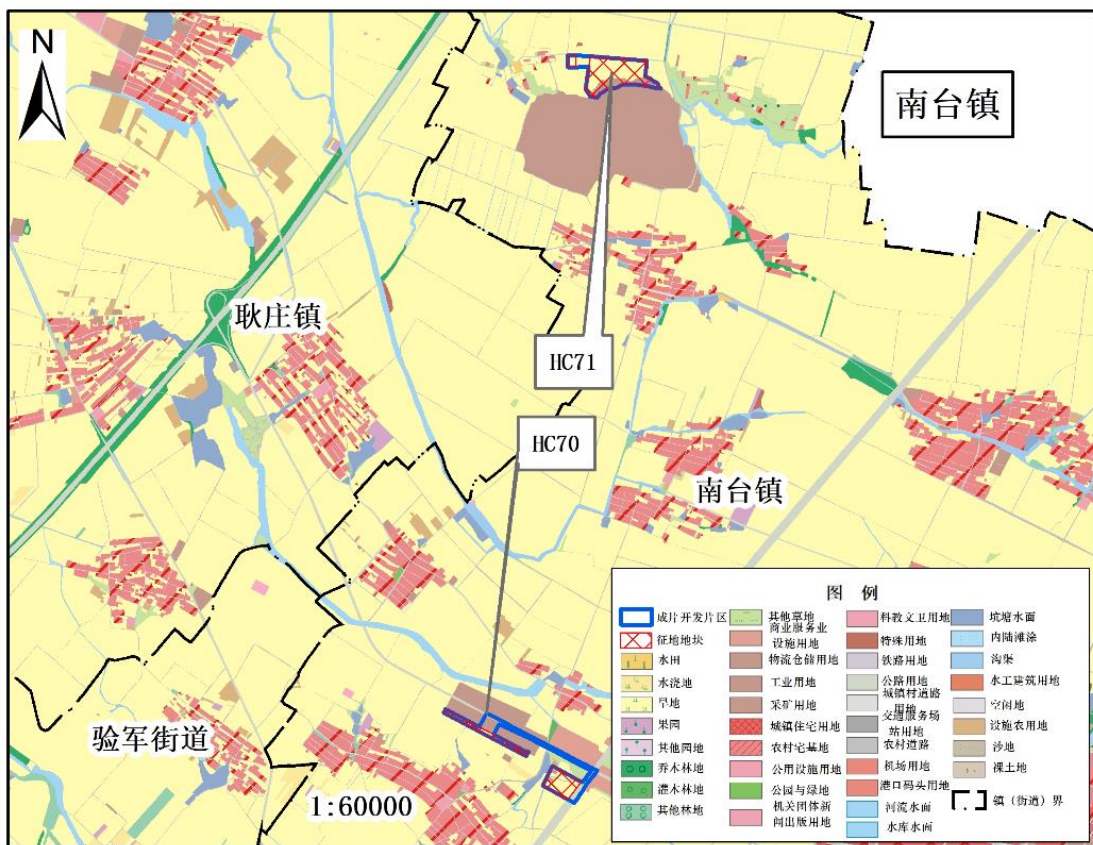 N
南台镇
耿庄镇
HC71
HC70
南台镇
验军街道
1:60000
图 例
成片开发片区
征地地块
水田
水浇地
旱地
果园
其他园地
乔木林地
灌木林地
其他林地
其他草地
商业服务业
设施用地
物流仓储用地
工业用地
采矿用地
城镇住宅用地
农村宅基地
公用设施用地
公园与绿地
机关团体新
闻出版用地
科教文卫用地
特殊用地
铁路用地
公路用地
城镇村道路
用地
交通服务场
站用地
农村道路
机场用地
港口码头用地
河流水面
水库水面
坑塘水面
内陆滩涂
沟渠
水工建筑用地
空闲地
设施农用地
沙地
裸土地
镇（街道）界